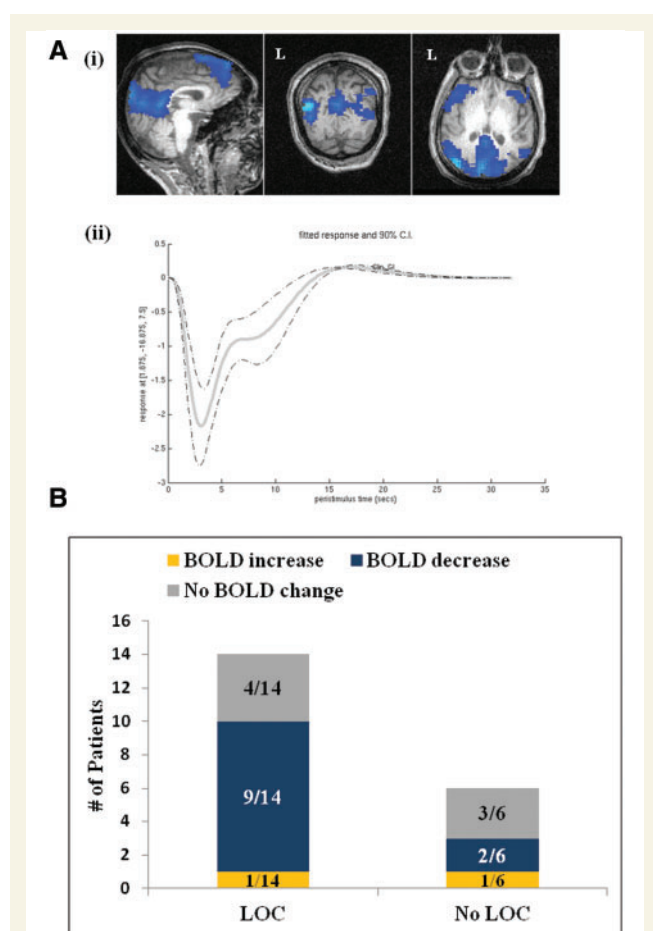 A
(i)
L
L
(ii)
fitted response and 90% C.I.
response at [1.875, -16.875, 7.5]
0.5
0
-0.5
-1
-1.5
-2
-2.5
-3
0 5 10 15 20 25 30 35
peristimulus time {secs}
B
BOLD increase BOLD decrease
No BOLD change
# of Patients
16
14
12
10
8
6
4
2
0
4/14
9/14
1/14
3/6
2/6
1/6
LOC No LOC